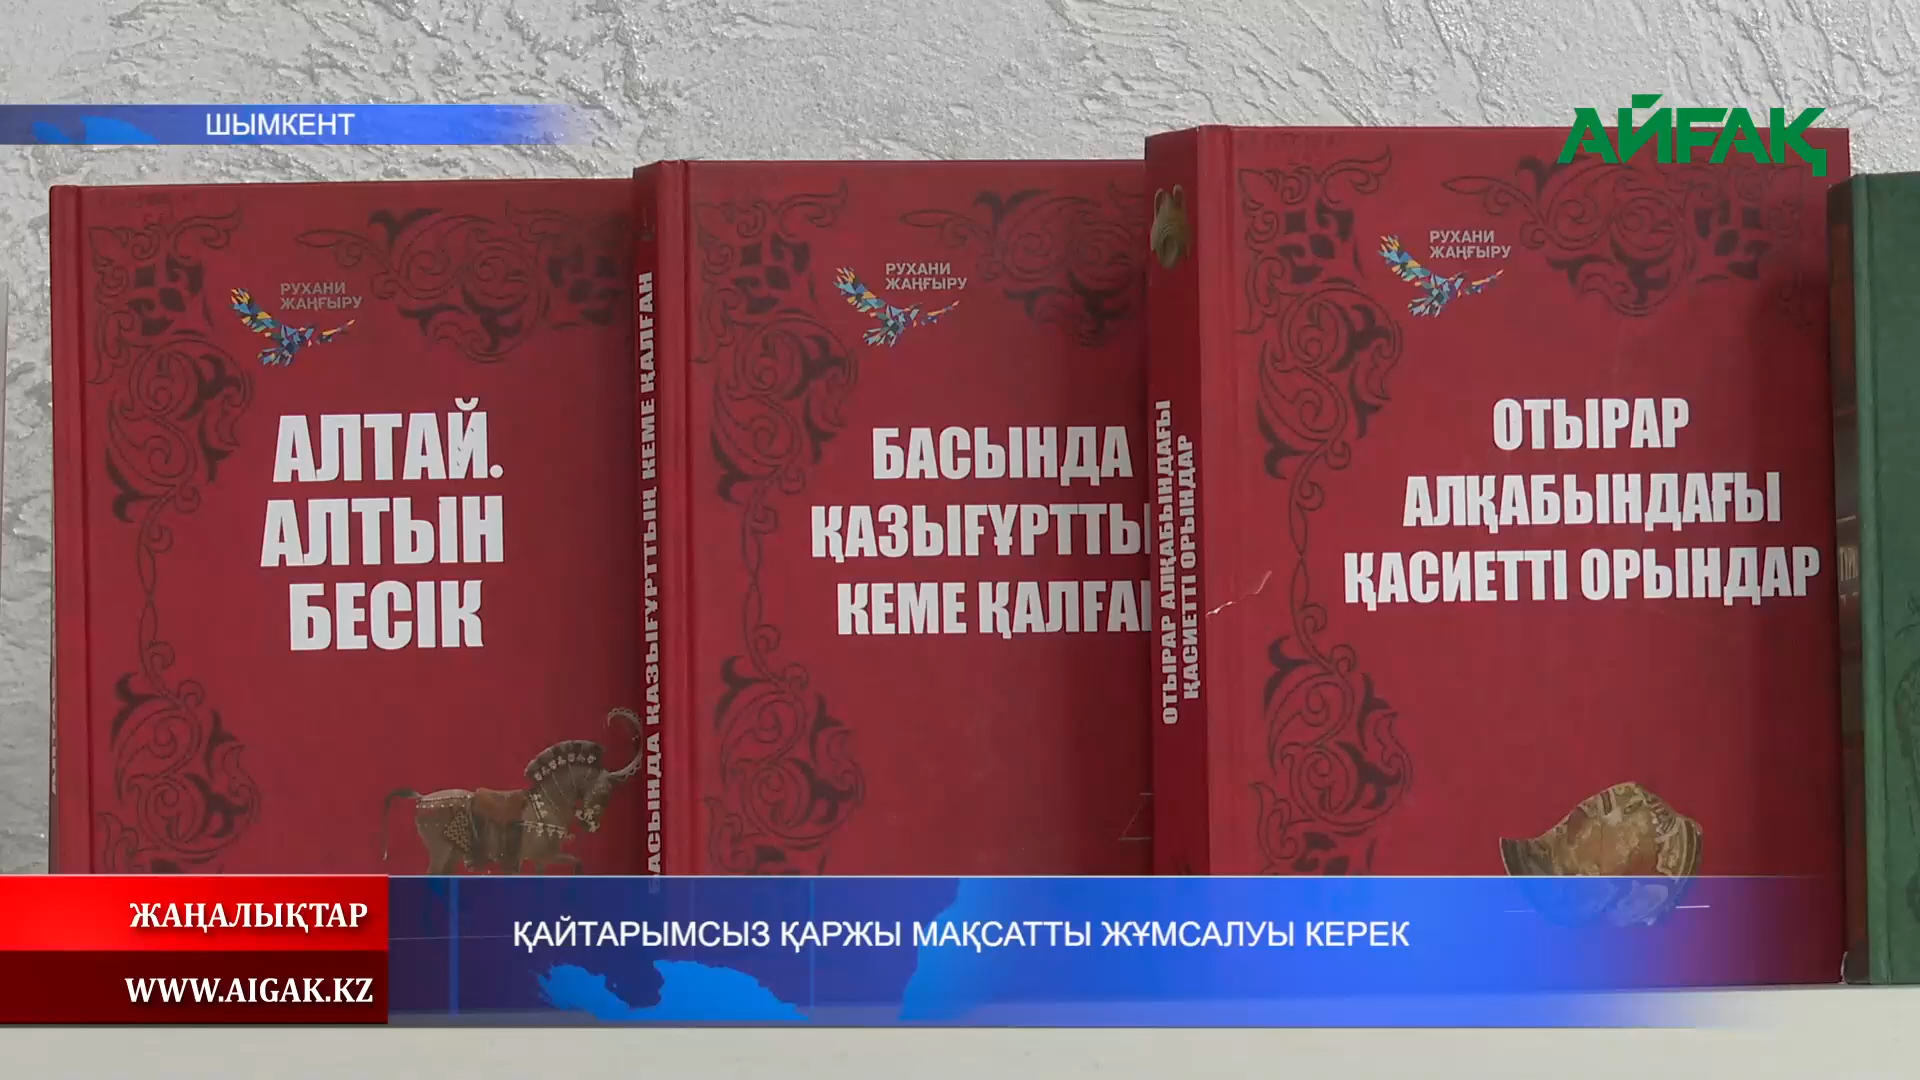 ШЫМКЕНТ
АЙҒАҚ
РУХАНИ
ЖАҢҒЫРУ
АЛТАЙ.
АЛТЫН
БЕСІК
БАСЫНДА ҚАЗЫҒҰРТТЫҢ КЕМЕ ҚАЛҒАН
РУХАНИ
ЖАҢҒЫРУ
БАСЫНДА
ҚАЗЫҒҰРТТЫ
КЕМЕ ҚАЛҒАН
ОТЫРАР АЛҚАБЫНДАҒЫ
ҚАСИЕТТІ ОРЫНДАР
РУХАНИ
ЖАҢҒЫРУ
ОТЫРАР
АЛҚАБЫНДАҒЫ
ҚАСИЕТТІ ОРЫНДАР
ЖАҢАЛЫҚТАР
WWW.AIGAK.KZ
ҚАЙТАРЫМСЫЗ ҚАРЖЫ МАҚСАТТЫ ЖҰМСАЛУЫ КЕРЕК